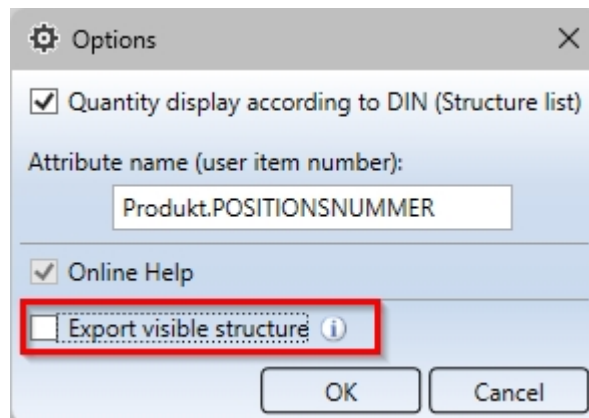 Options
Quantity display according to DIN (Structure list)
Attribute name (user item number):
Produkt.POSITIONSNUMMER
Online Help
Export visible structure
OK
Cancel